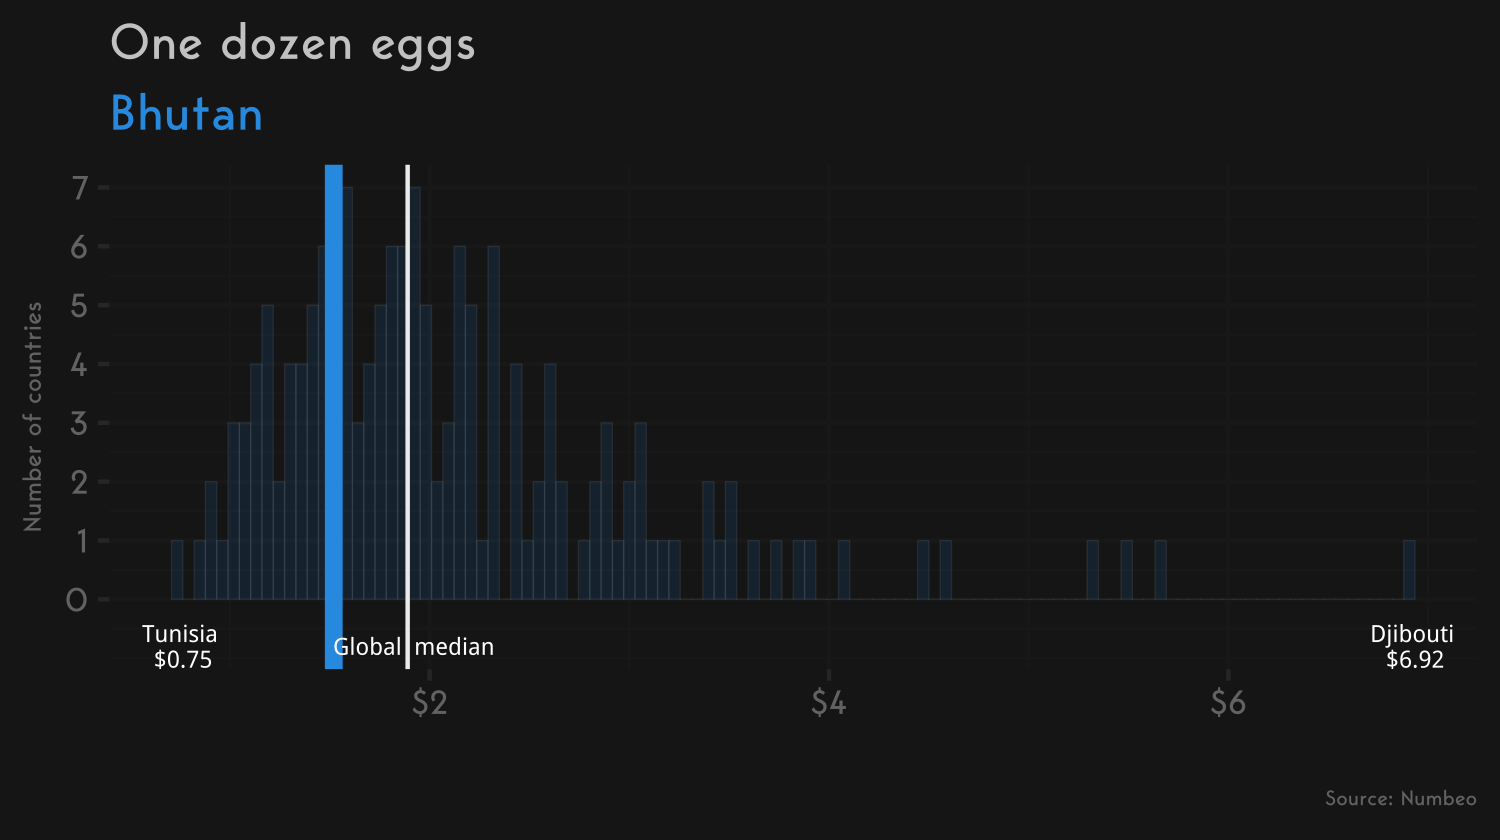 One dozen eggs
Bhutan
Number of countries
7
6
5
4
3
2
1
0
Tunisia
$0.75
Global median
Djibouti
$6.92
$2
$4
$6
Source: Numbeo